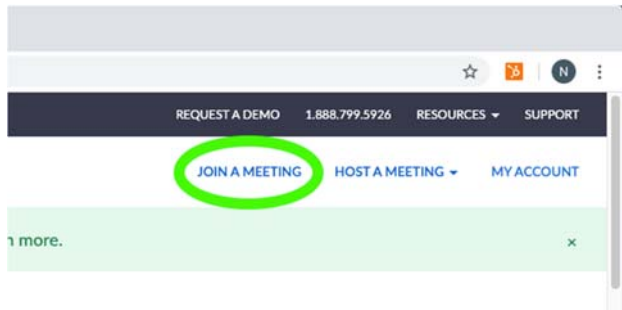 N
REQUEST A DEMO 1.888.799.5926 RESOURCES SUPPORT
JOIN A MEETING HOST A MEETING MY ACCOUNT
more.